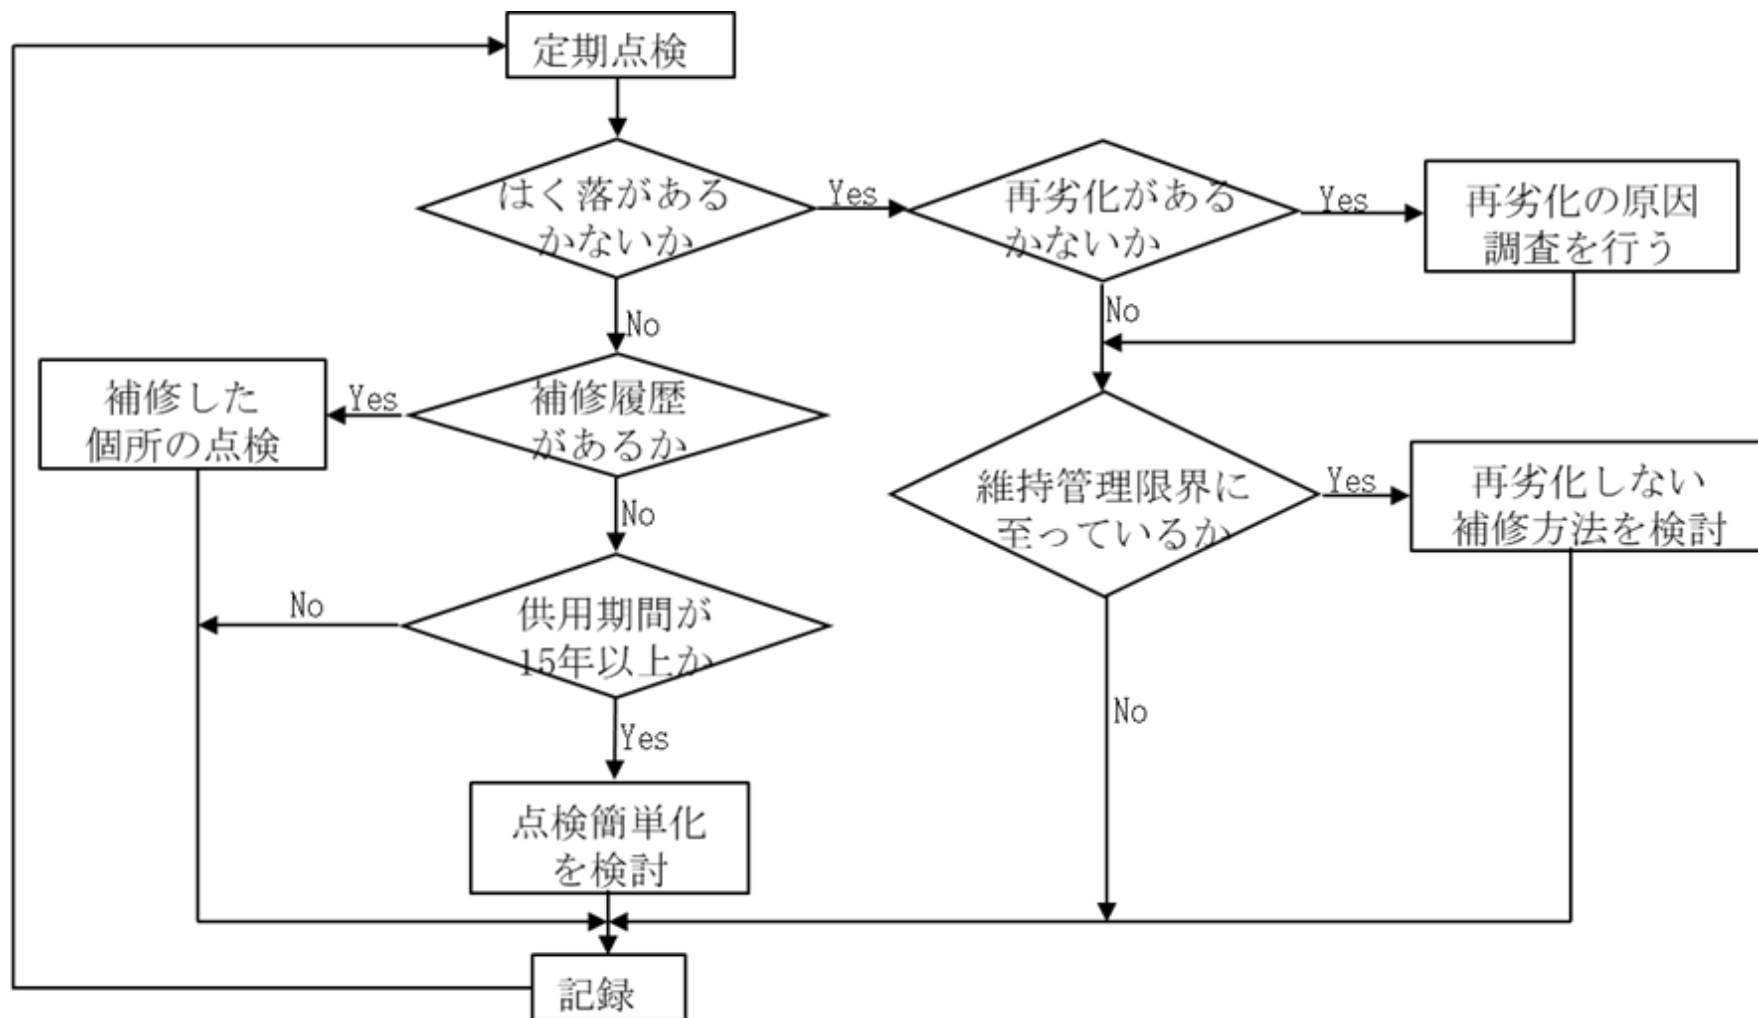 定期点検
はく落がある
かないか
Yes
再劣化がある
かないか
Yes
再劣化の原因
調査を行う
No
No
補修した
個所の点検
Yes
補修履歴
があるか
維持管理限界に
至っているか
Yes
再劣化しない
補修方法を検討
No
No
供用期間が
15年以上か
No
Yes
点検簡単化
を検討
記録